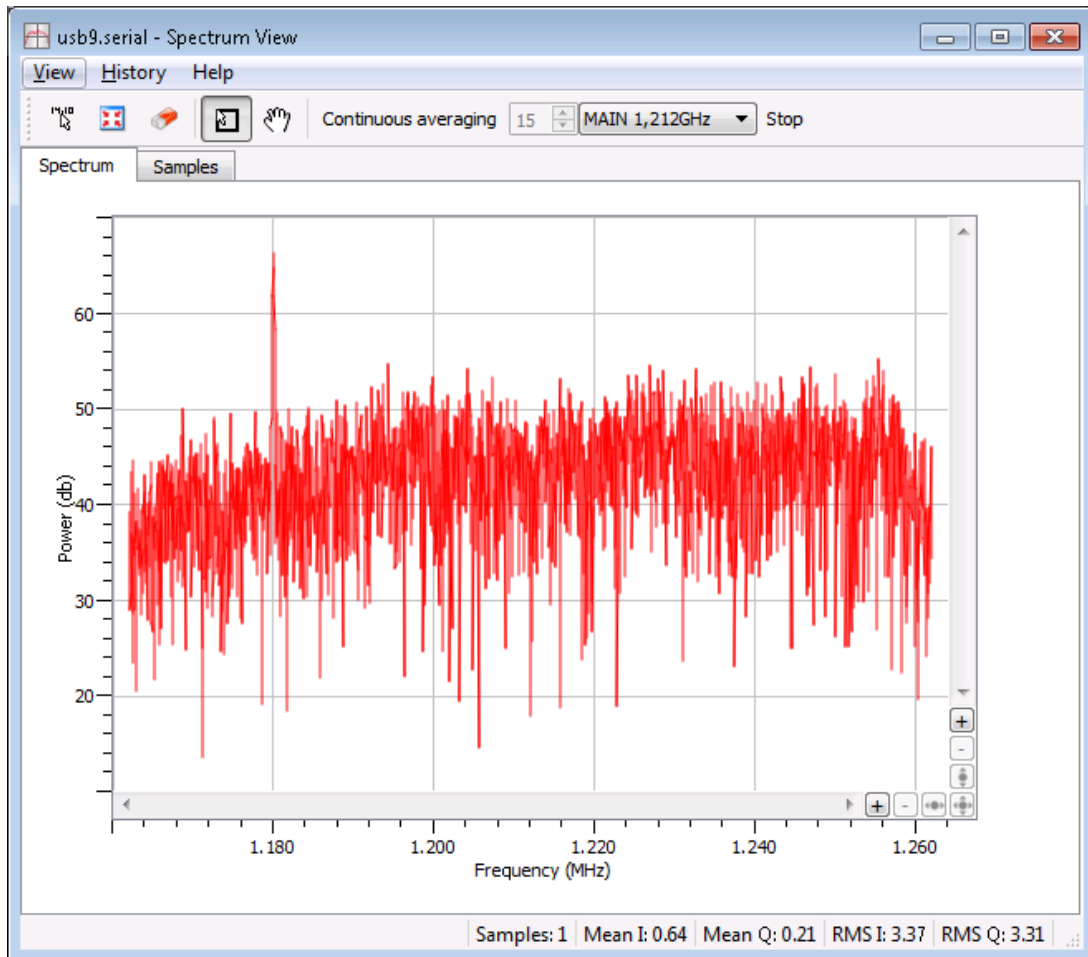 usb9.serial - Spectrum View
View History Help
Continuous averaging 15 MAIN 1,212GHz Stop
Spectrum Samples
60
50
40
30
20
Power (db)
1.180 1.200 1.220 1.240 1.260
Frequency (MHz)
Samples: 1 Mean I: 0.64 Mean Q: 0.21 RMS I: 3.37 RMS Q: 3.31